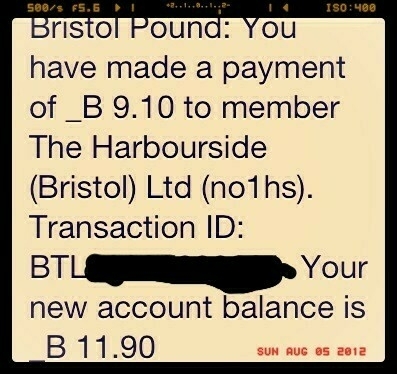 500/s F5.6 ISO:400
Bristol Pound: You
have made a payment
of _B 9.10 to member
The Harbourside
(Bristol) Ltd (no1hs).
Transaction ID:
BTL Your
new account balance is
_B 11.90
SUN AUG 05 2012